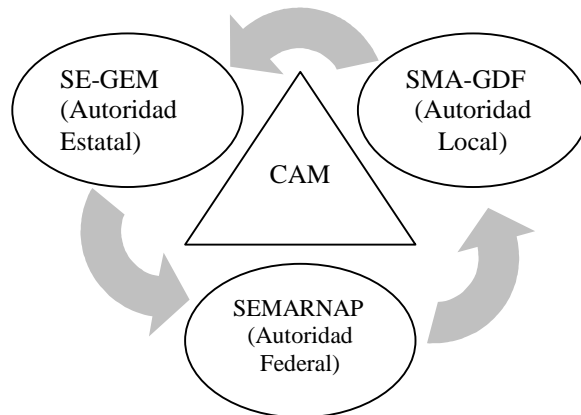 SE-GEM
(Autoridad
Estatal)
SMA-GDF
(Autoridad
Local)
CAM
SEMARNAP
(Autoridad
Federal)